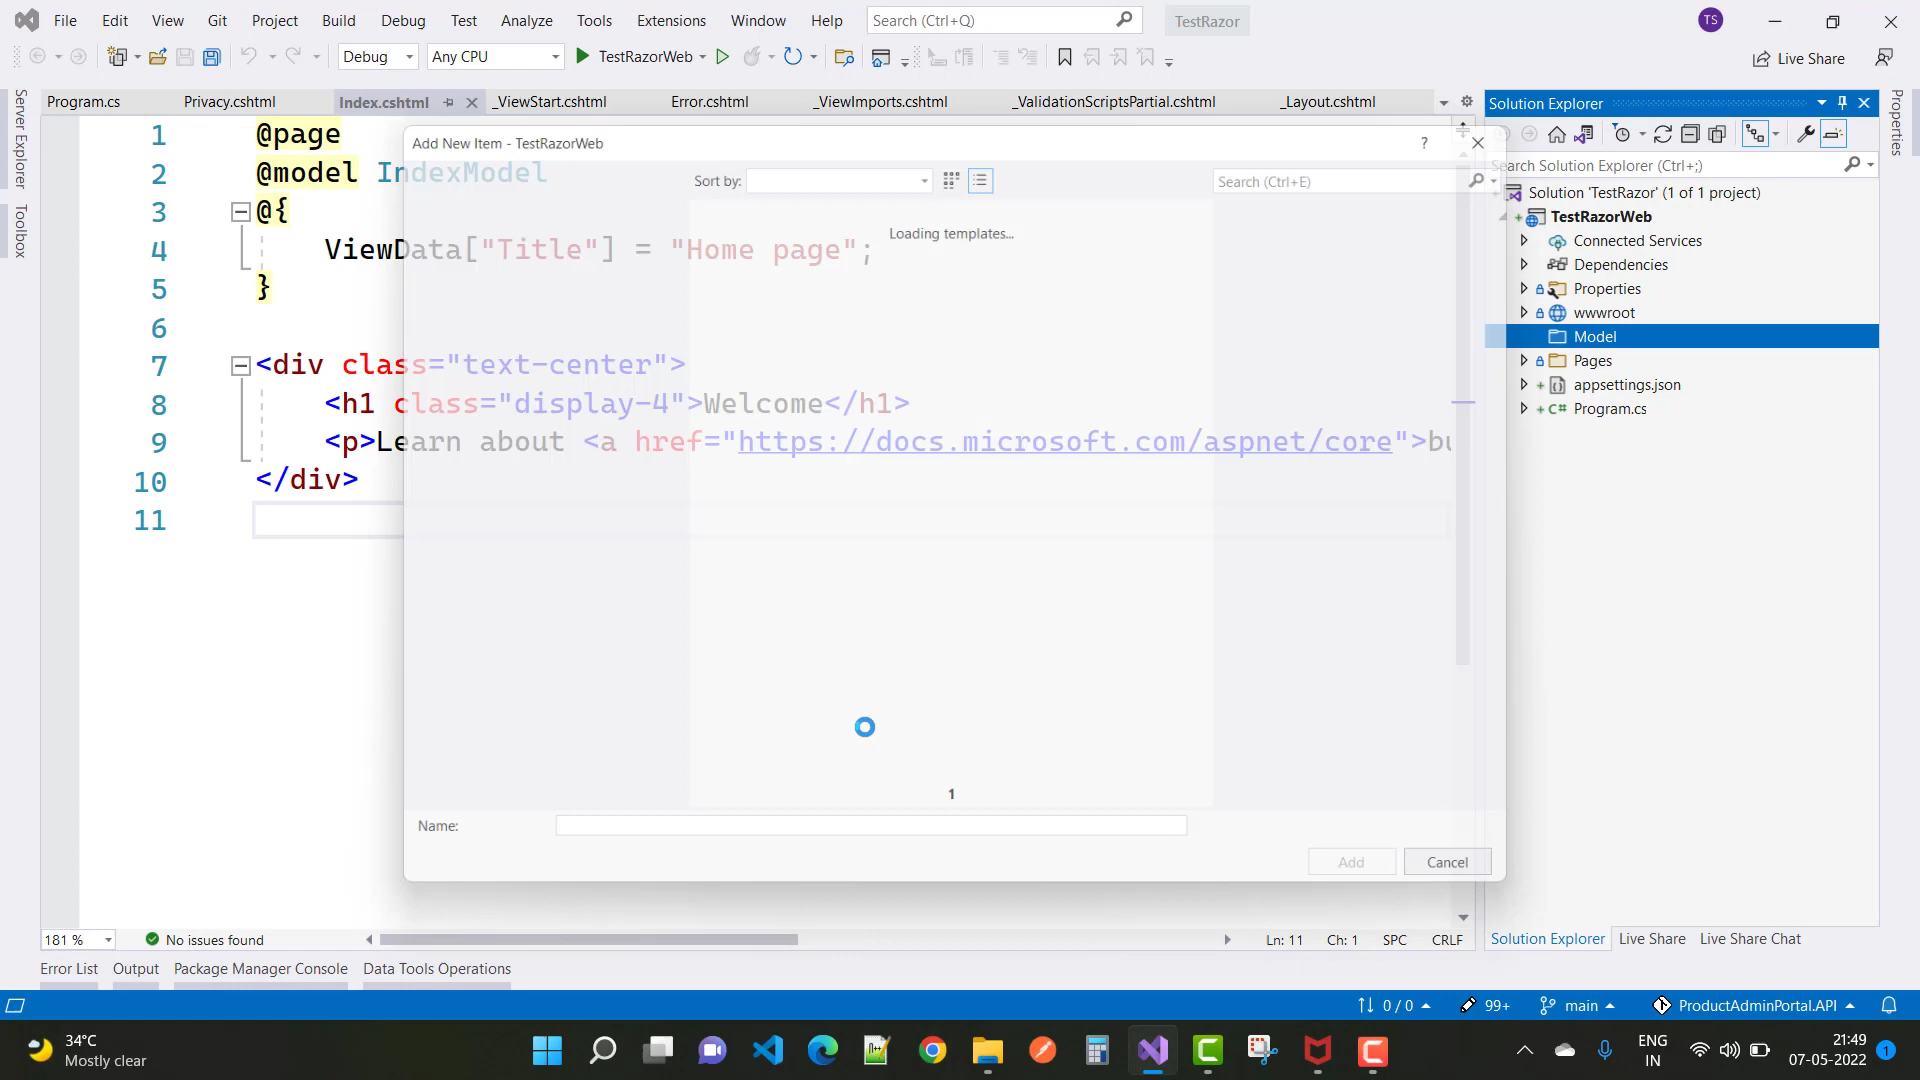 File Edit View Git Project Build Debug Test Analyze Tools Extensions Window Help Search (Ctrl+Q) TestRazor TS
Debug Any CPU TestRazorWeb Live Share
Server Explorer
Toolbox
Program.cs Privacy.cshtml Index.cshtml _ViewStart.cshtml Error.cshtml _ViewImports.cshtml _ValidationScriptsPartial.cshtml _Layout.cshtml
1 @page
2 @model IndexModel
3 @{
4 ViewData["Title"] = "Home page";
5 }
6
7 <div class="text-center">
8 <h1 class="display-4">Welcome</h1>
9 <p>Learn about <a href="https://docs.microsoft.com/aspnet/core">bu
10 </div>
11
Add New Item - TestRazorWeb ?
Sort by: Search (Ctrl+E)
Loading templates...
1
Name:
Add Cancel
Solution Explorer
Search Solution Explorer (Ctrl+;)
Solution 'TestRazor' (1 of 1 project)
TestRazorWeb
Connected Services
Dependencies
Properties
wwwroot
Model
Pages
appsettings.json
C# Program.cs
Properties
181 % No issues found Ln: 11 Ch: 1 SPC CRLF
Solution Explorer Live Share Live Share Chat
Error List Output Package Manager Console Data Tools Operations
0 / 0 99+ main ProductAdminPortal.API
34°C
Mostly clear
ENG
IN
21:49
07-05-2022
1